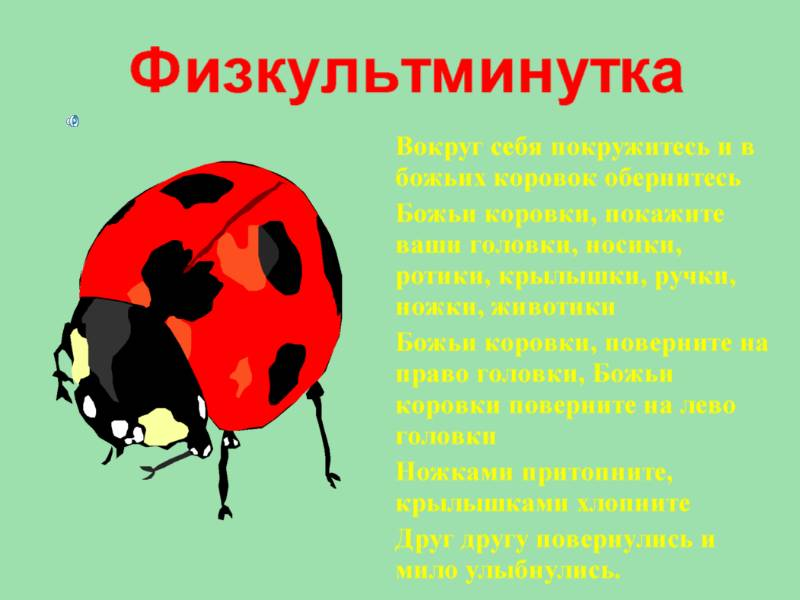 Физкультминутка
Вокруг себя покружитесь и в
божьих коровок обернитесь
Божьи коровки, покажите
ваши головки, носики,
ротики, крылышки, ручки,
ножки, животики
Божьи коровки, поверните на
право головки, Божьи
коровки поверните на лево
головки
Ножками притопните,
крылышками хлопните
Друг другу повернулись и
мило улыбнулись.